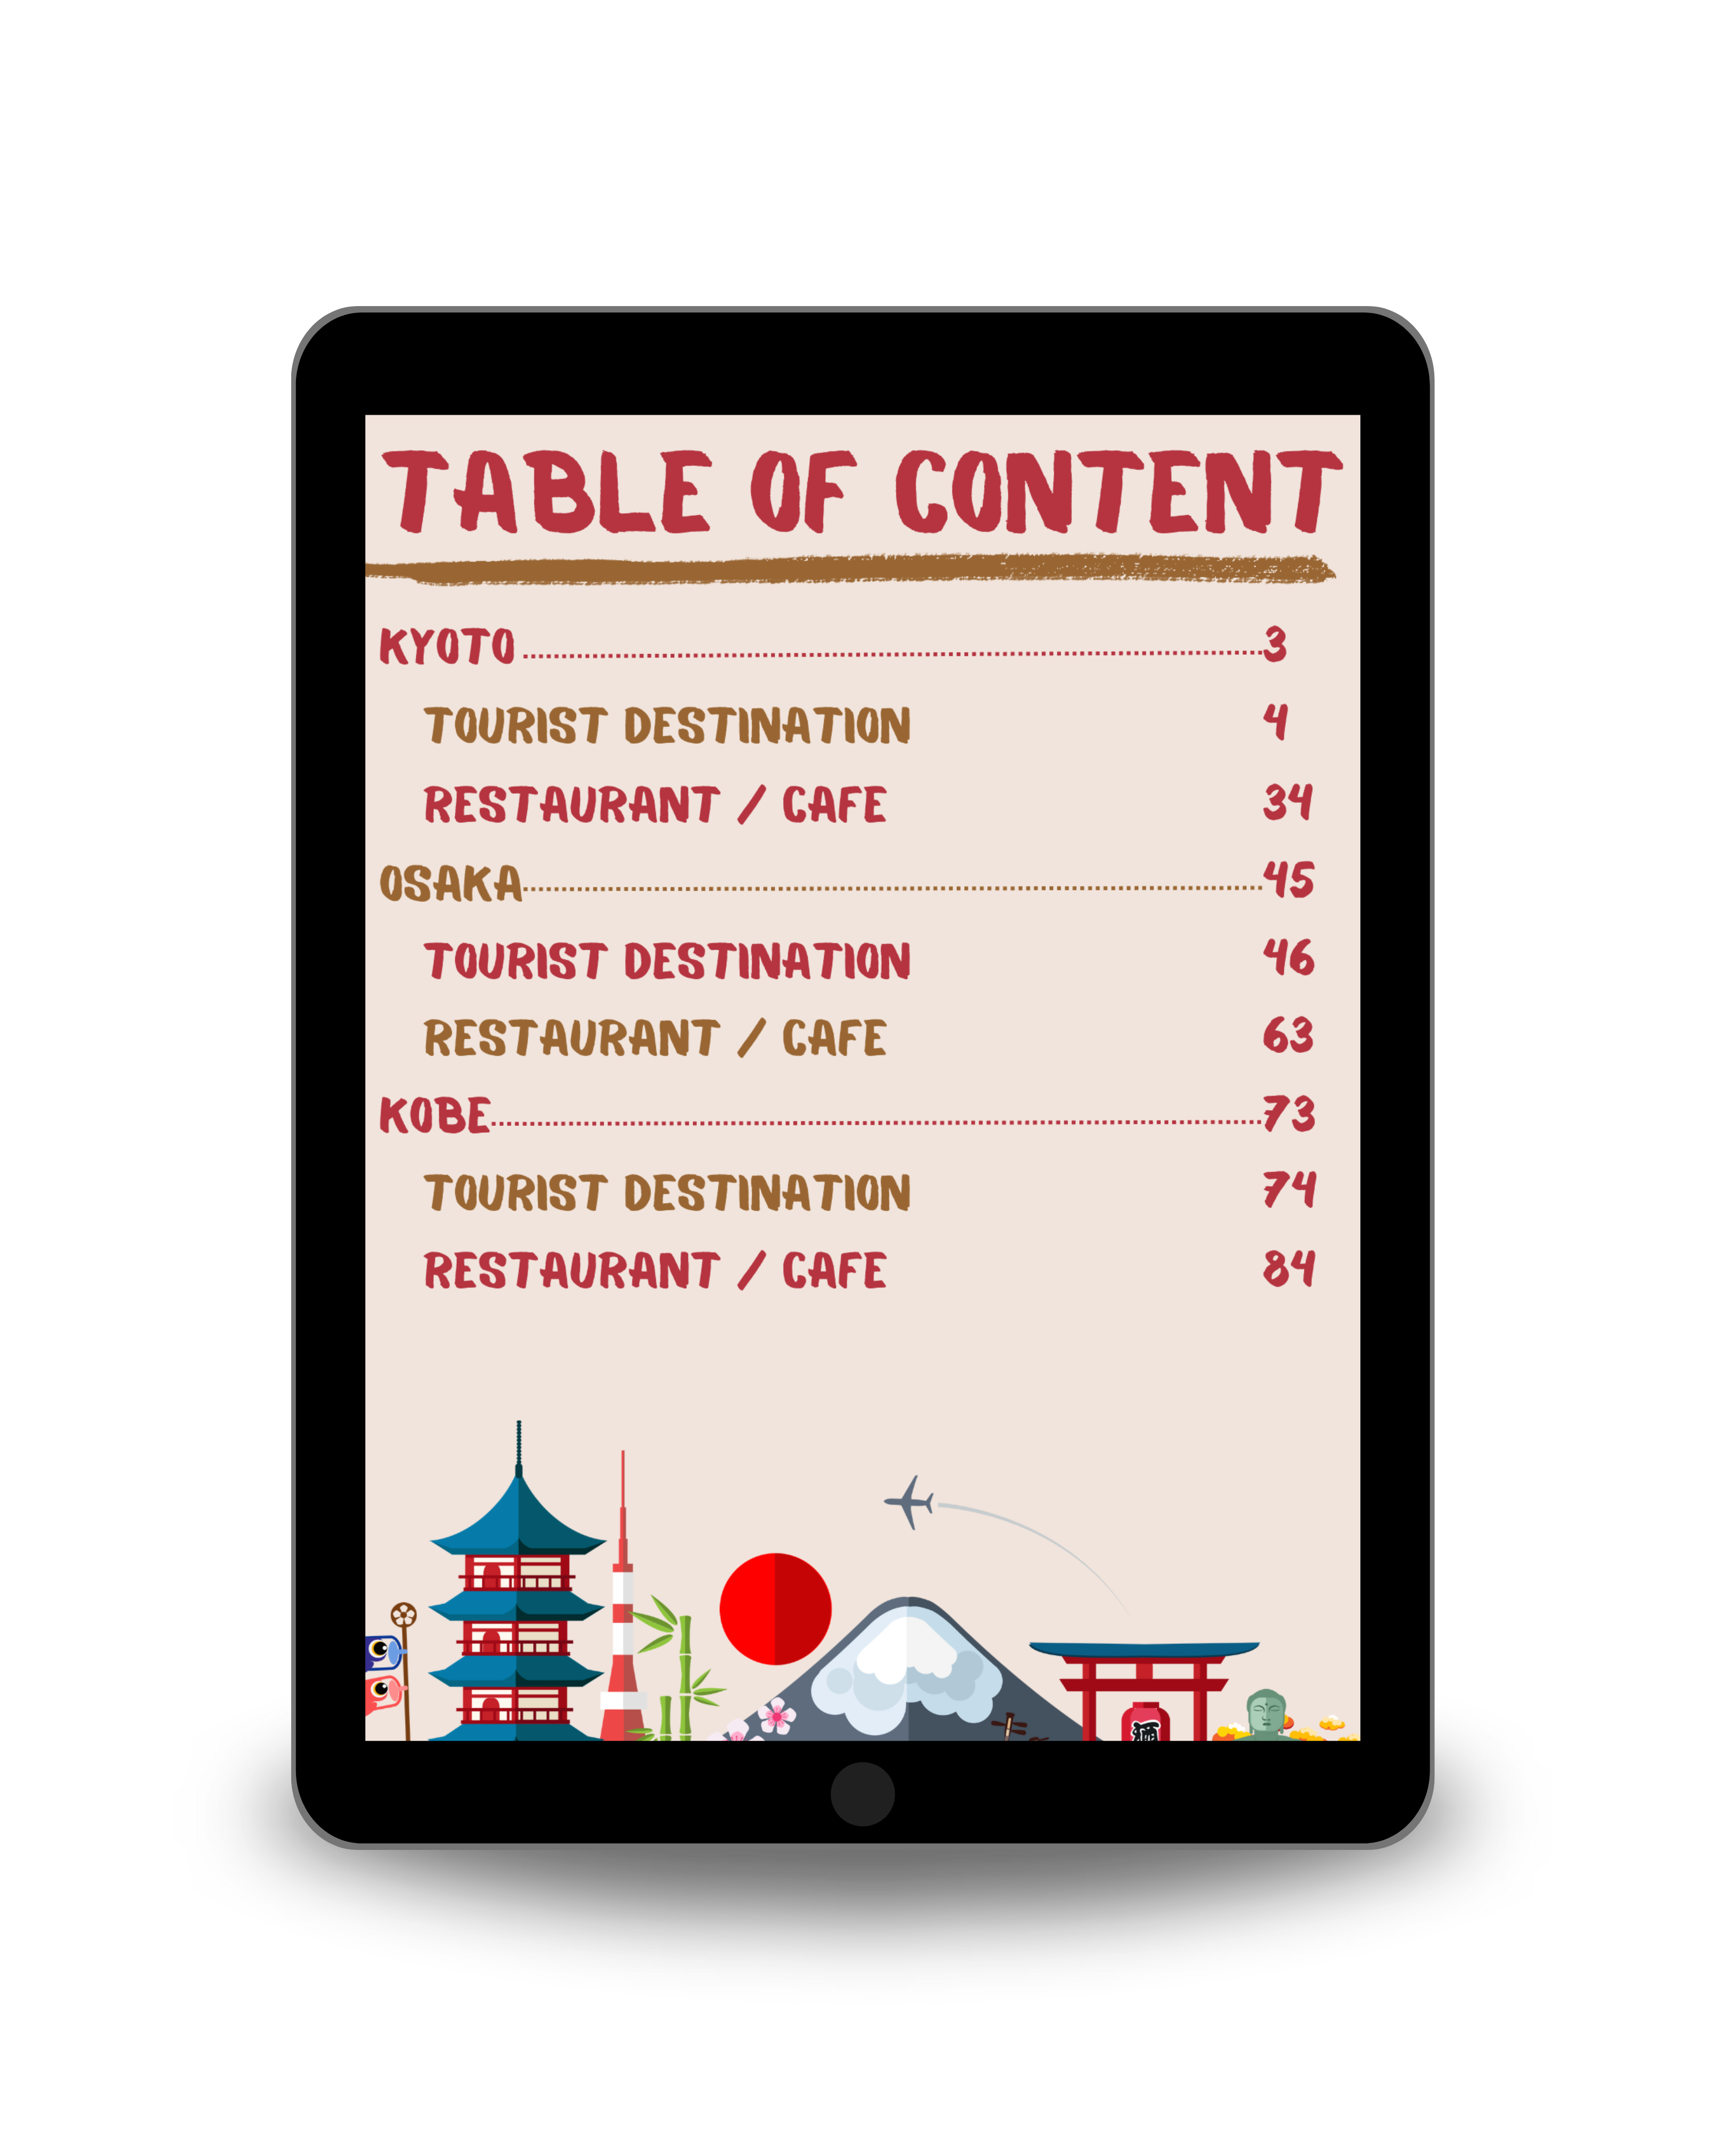 TABLE OF CONTENT
KYOTO 3
TOURIST DESTINATION 4
RESTAURANT / CAFE 34
OSAKA 45
TOURIST DESTINATION 46
RESTAURANT / CAFE 63
KOBE 73
TOURIST DESTINATION 74
RESTAURANT / CAFE 84
酒